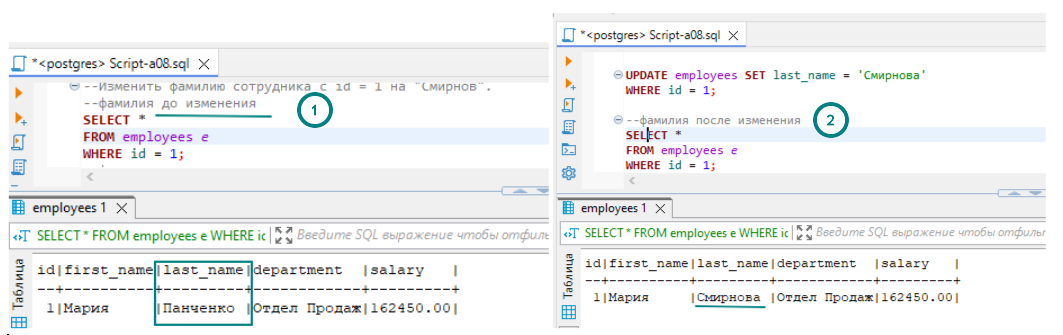 *<postgres> Script-a08.sql
--Изменить фамилию сотрудника с id = 1 на "Смирнов".
--фамилия до изменения
1
SELECT *
FROM employees e
WHERE id = 1;
employees 1
SELECT * FROM employees e WHERE ic
Введите SQL выражение чтобы отфиль
Таблица
id|first_name|last_name|department |salary |
--+----------+---------+------------+---------+
1|Мария |Панченко |Отдел Продаж|162450.00|
*<postgres> Script-a08.sql
UPDATE employees SET last_name = 'Смирнова'
WHERE id = 1;
--фамилия после изменения
2
SELECT *
FROM employees e
WHERE id = 1;
employees 1
SELECT * FROM employees e WHERE ic
Введите SQL выражение чтобы отфильт
Таблица
id|first_name|last_name|department |salary |
--+----------+---------+------------+---------+
1|Мария |Смирнова |Отдел Продаж|162450.00|